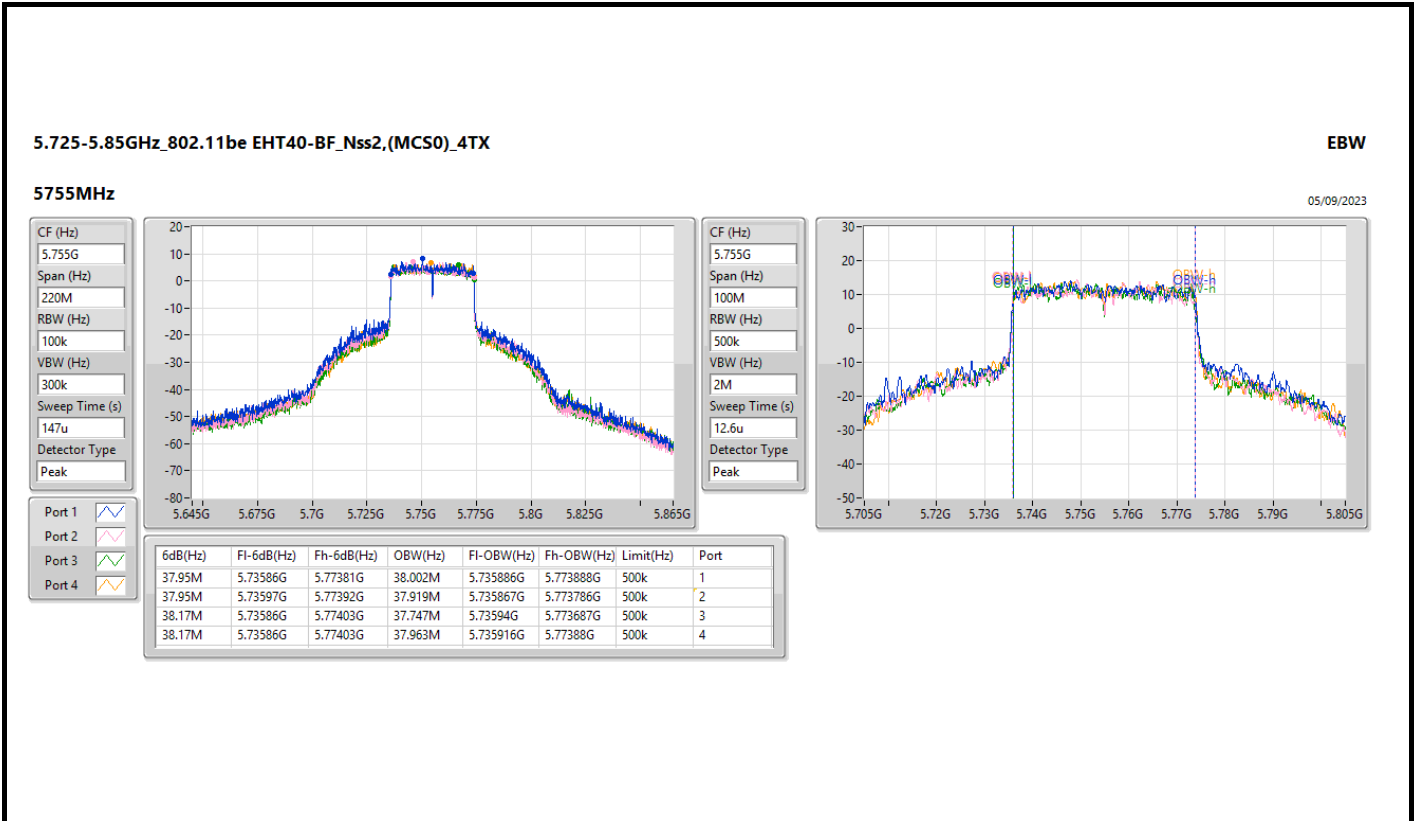 5.725-5.85GHz_802.11be EHT40-BF_Nss2,(MCS0)_4TX EBW
5755MHz
05/09/2023
CF (Hz)
5.755G
Span (Hz)
220M
RBW (Hz)
100k
VBW (Hz)
300k
Sweep Time (s)
147u
Detector Type
Peak
20
10
0
-10
-20
-30
-40
-50
-60
-70
-80
5.645G 5.675G 5.7G 5.725G 5.75G 5.775G 5.8G 5.825G 5.865G
CF (Hz)
5.755G
Span (Hz)
100M
RBW (Hz)
500k
VBW (Hz)
2M
Sweep Time (s)
12.6u
Detector Type
Peak
30
20
10
0
-10
-20
-30
-40
-50
OBW-l OBW-h
5.705G 5.72G 5.73G 5.74G 5.75G 5.76G 5.77G 5.78G 5.79G 5.805G
Port 1
Port 2
Port 3
Port 4
6dB(Hz) Fl-6dB(Hz) Fh-6dB(Hz) OBW(Hz) Fl-OBW(Hz) Fh-OBW(Hz) Limit(Hz) Port
37.95M 5.73586G 5.77381G 38.002M 5.735886G 5.773888G 500k 1
37.95M 5.73597G 5.77392G 37.919M 5.735867G 5.773786G 500k 2
38.17M 5.73586G 5.77403G 37.747M 5.73594G 5.773687G 500k 3
38.17M 5.73586G 5.77403G 37.963M 5.735916G 5.77388G 500k 4